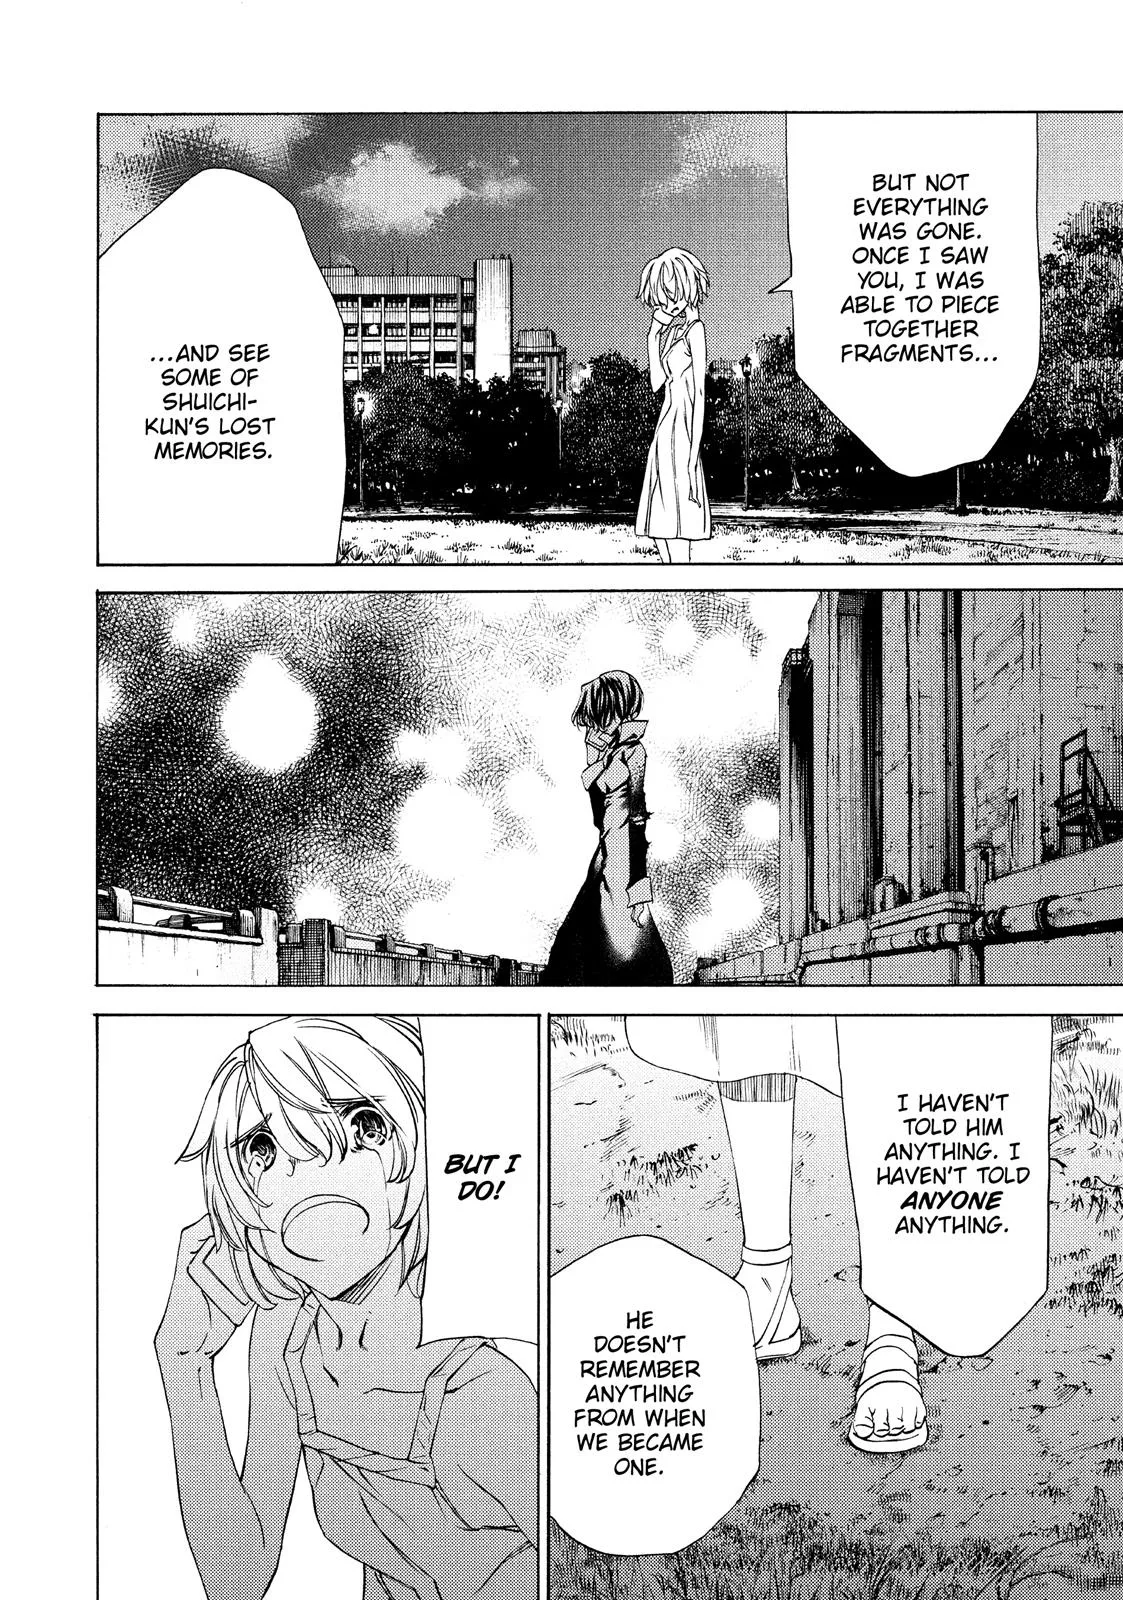 BUT NOT
EVERYTHING
WAS GONE.
ONCE I SAW
YOU, I WAS
ABLE TO PIECE
TOGETHER
FRAGMENTS...
...AND SEE
SOME OF
SHUICHI-
KUN'S LOST
MEMORIES.
I HAVEN'T
TOLD HIM
ANYTHING. I
HAVEN'T TOLD
ANYONE
ANYTHING.
HE
DOESN'T
REMEMBER
ANYTHING
FROM WHEN
WE BECAME
ONE.
BUT I
DO!